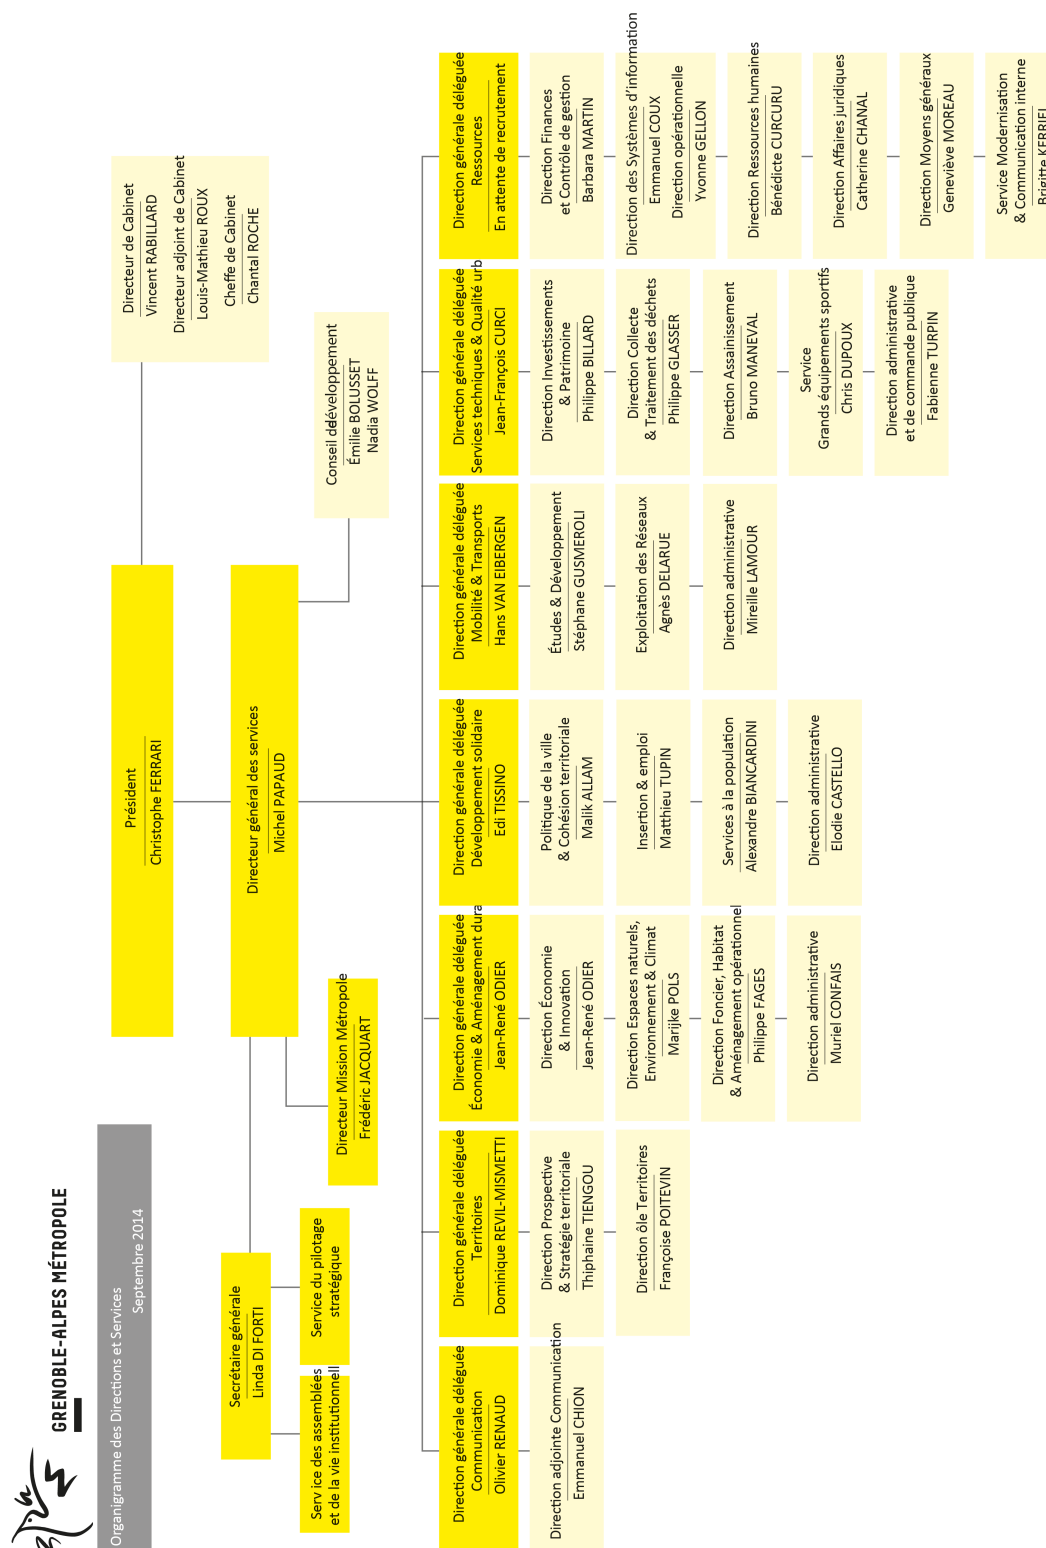 GRENOBLE-ALPES MÉTROPOLE
Organigramme des Directions et Services
Septembre 2014
Président
Christophe FERRARI
Directeur de Cabinet
Vincent RABILLARD
Directeur adjoint de Cabinet
Louis-Mathieu ROUX
Cheffe de Cabinet
Chantal ROCHE
Secrétaire générale
Linda DI FORTI
Directeur général des services
Michel PAPAUD
Serv ice des assemblées
et de la vie institutionnell
Service du pilotage
stratégique
Directeur Mission Métropole
Frédéric JACQUART
Conseil de développement
Émilie BOLUSSET
Nadia WOLFF
Direction générale déléguée
Communication
Olivier RENAUD
Direction adjointe Communication
Emmanuel CHION
Direction générale déléguée
Territoires
Dominique REVIL-MISMETTI
Direction Prospective
& Stratégie territoriale
Thiphaine TIENGOU
Direction ôle Territoires
Françoise POITEVIN
Direction générale déléguée
Économie & Aménagement dura
Jean-René ODIER
Direction Économie
& Innovation
Jean-René ODIER
Direction Espaces naturels,
Environnement & Climat
Marijke POLS
Direction Foncier, Habitat
& Aménagement opérationnel
Philippe FAGES
Direction administrative
Muriel CONFAIS
Direction générale déléguée
Développement solidaire
Edi TISSINO
Politique de la ville
& Cohésion territoriale
Malik ALLAM
Insertion & emploi
Matthieu TUPIN
Services à la population
Alexandre BIANCARDINI
Direction administrative
Elodie CASTELLO
Direction générale déléguée
Mobilité & Transports
Hans VAN EIBERGEN
Études & Développement
Stéphane GUSMEROLI
Exploitation des Réseaux
Agnès DELARUE
Direction administrative
Mireille LAMOUR
Direction générale déléguée
Services techniques & Qualité urb
Jean-François CURCI
Direction Investissements
& Patrimoine
Philippe BILLARD
Direction Collecte
& Traitement des déchets
Philippe GLASSER
Direction Assainissement
Bruno MANEVAL
Service
Grands équipements sportifs
Chris DUPOUX
Direction administrative
et de commande publique
Fabienne TURPIN
Direction générale déléguée
Ressources
En attente de recrutement
Direction Finances
et Contrôle de gestion
Barbara MARTIN
Direction des Systèmes d'information
Emmanuel COUX
Direction opérationnelle
Yvonne GELLON
Direction Ressources humaines
Bénédicte CURCURU
Direction Affaires juridiques
Catherine CHANAL
Direction Moyens généraux
Geneviève MOREAU
Service Modernisation
& Communication interne
Brigitte KERRIEL